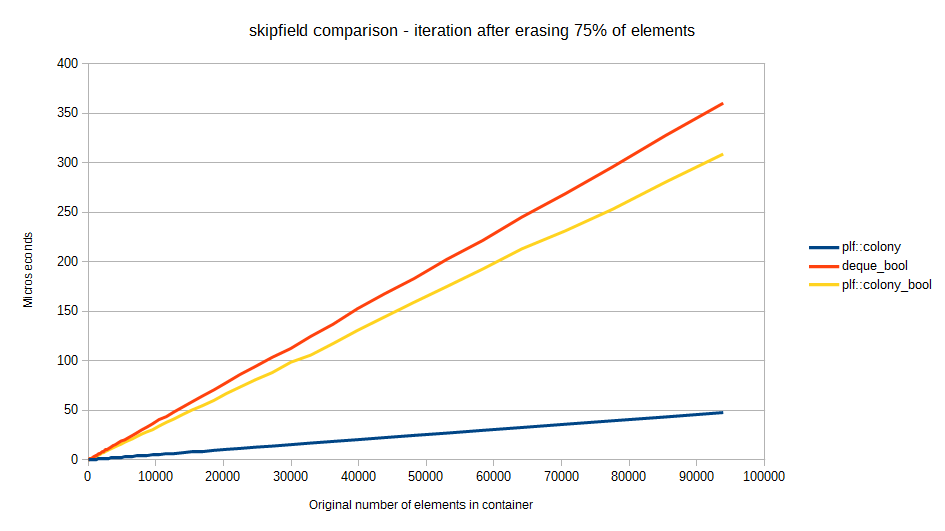 skipfield comparison - iteration after erasing 75% of elements
400
350
300
250
200
150
100
50
0
Micros econds
0 10000 20000 30000 40000 50000 60000 70000 80000 90000 100000
Original number of elements in container
plf::colony
deque_bool
plf::colony_bool